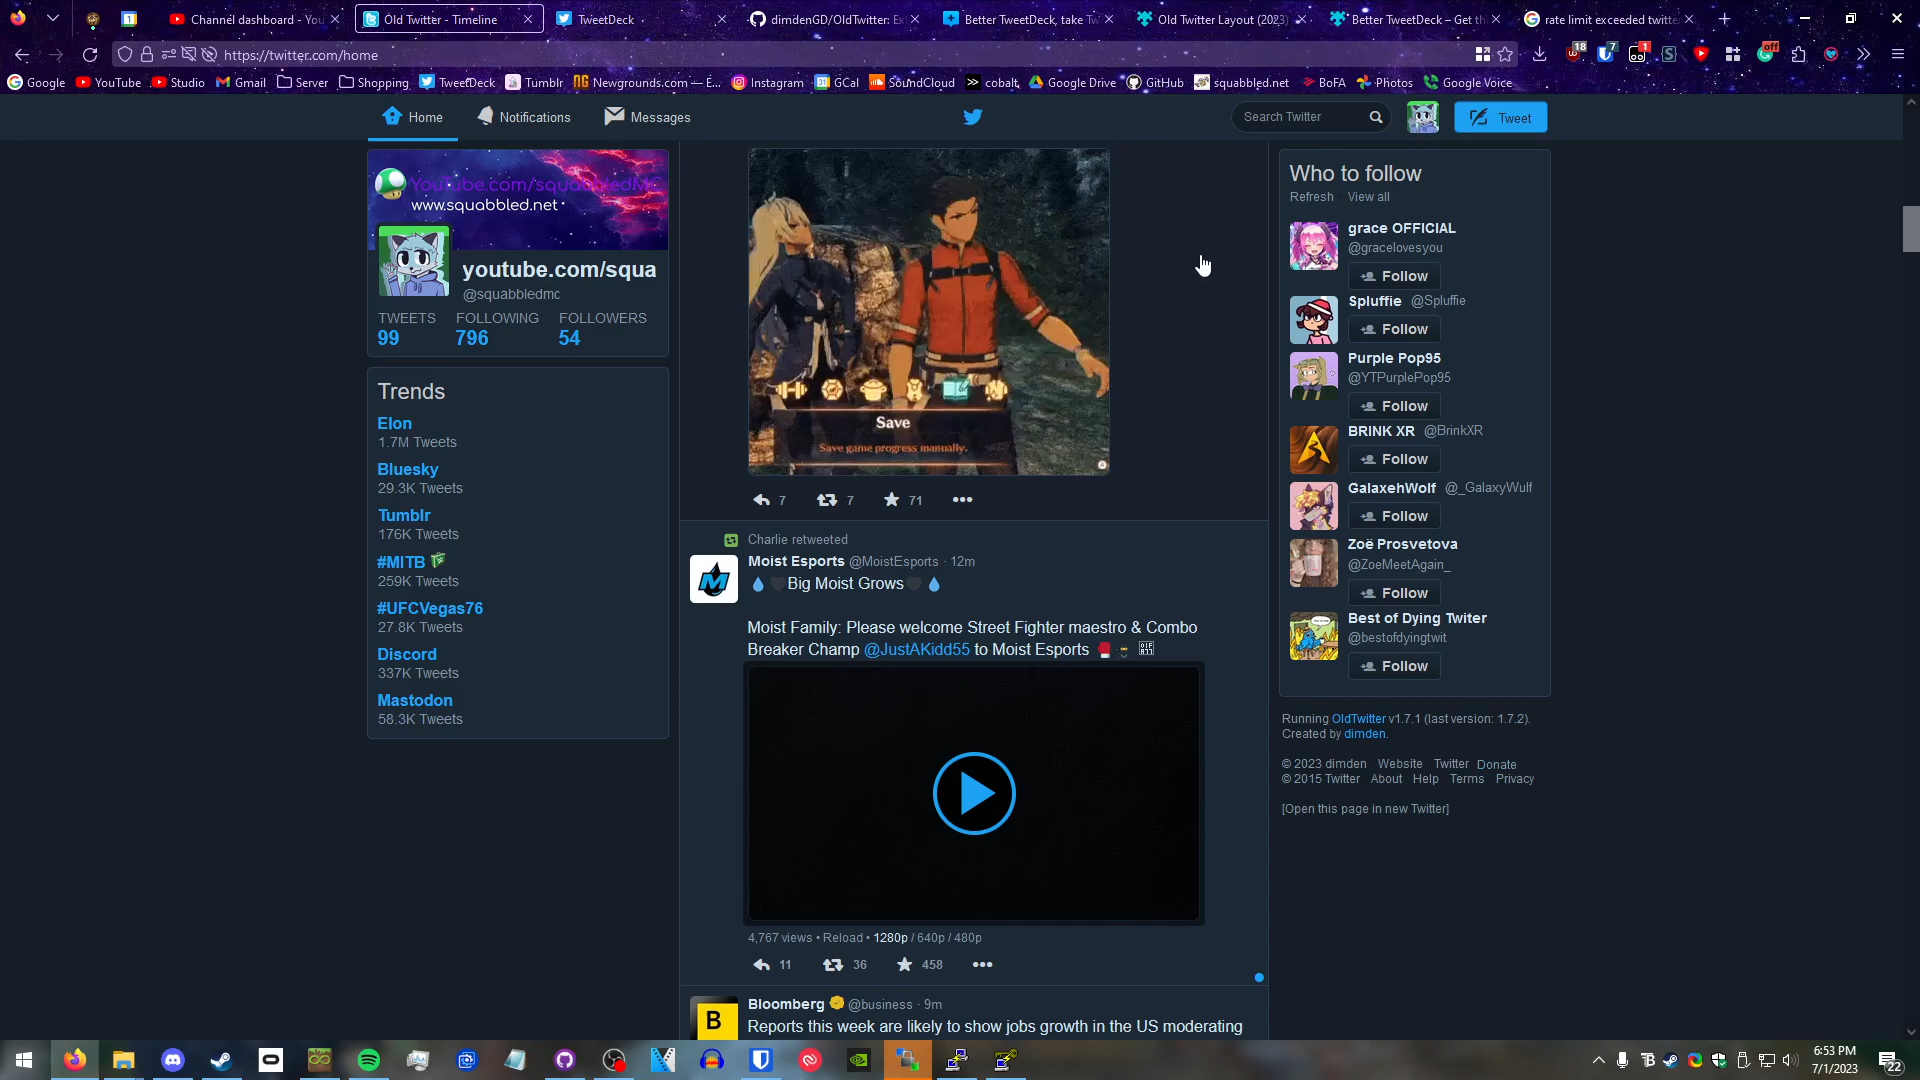 Channel dashboard - You
Old Twitter - Timeline
TweetDeck
dimdenGD/OldTwitter: Ex
Better TweetDeck, take Tw
Old Twitter Layout (2023)
Better TweetDeck – Get th
rate limit exceeded twitte
https://twitter.com/home
18
7
1
off
Google
YouTube
Studio
Gmail
Server
Shopping
TweetDeck
Tumblr
Newgrounds.com — E...
Instagram
GCal
SoundCloud
cobalt
Google Drive
GitHub
squabbled.net
BoFA
Photos
Google Voice
Home
Notifications
Messages
Search Twitter
Tweet
YouTube.com/squabbledMC
www.squabbled.net
youtube.com/squa
@squabbledmc
TWEETS FOLLOWING FOLLOWERS
99 796 54
Trends
Elon
1.7M Tweets
Bluesky
29.3K Tweets
Tumblr
176K Tweets
#MITB
259K Tweets
#UFCVegas76
27.8K Tweets
Discord
337K Tweets
Mastodon
58.3K Tweets
Save
Save game progress manually.
7 7 71
Charlie retweeted
Moist Esports @MoistEsports · 12m
💧🖤Big Moist Grows🖤💧
Moist Family: Please welcome Street Fighter maestro & Combo
Breaker Champ @JustAKidd55 to Moist Esports
4,767 views • Reload • 1280p / 640p / 480p
11 36 458
B
Bloomberg @business · 9m
Reports this week are likely to show jobs growth in the US moderating
Who to follow
Refresh View all
grace OFFICIAL
@gracelovesyou
Follow
Spluffie @Spluffie
Follow
Purple Pop95
@YTPurplePop95
Follow
BRINK XR @BrinkXR
Follow
GalaxehWolf @_GalaxyWulf
Follow
Zoë Prosvetova
@ZoeMeetAgain_
Follow
Best of Dying Twiter
@bestofdyingtwit
Follow
Running OldTwitter v1.7.1 (last version: 1.7.2).
Created by dimden.
© 2023 dimden Website Twitter Donate
© 2015 Twitter About Help Terms Privacy
[Open this page in new Twitter]
6:53 PM
7/1/2023
22